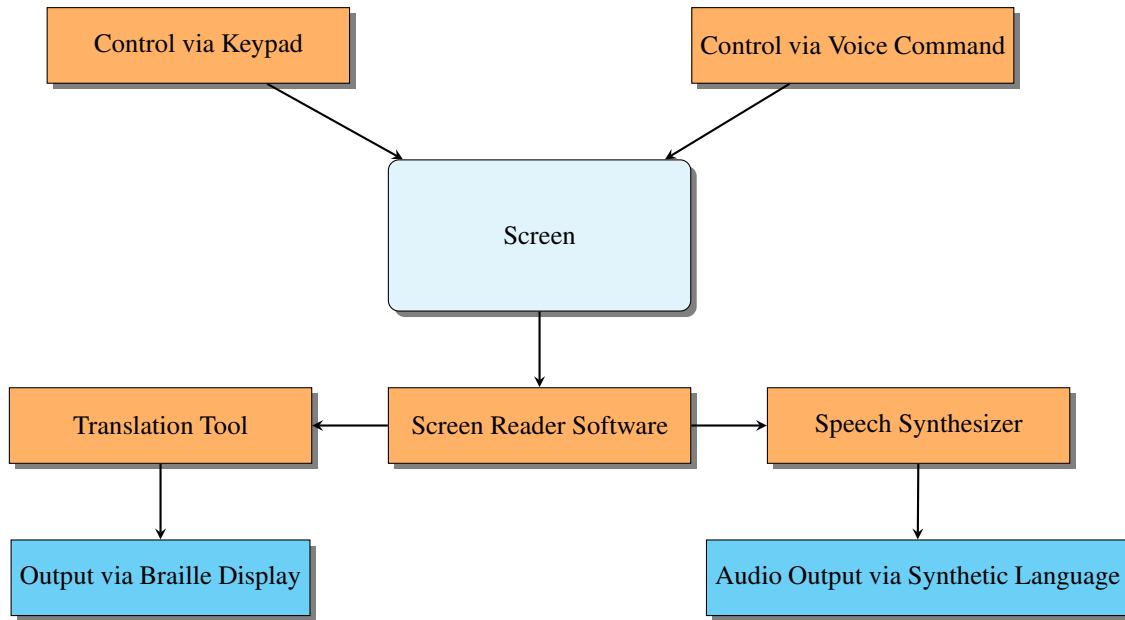 Control via Keypad
Control via Voice Command
Screen
Translation Tool
Screen Reader Software
Speech Synthesizer
Output via Braille Display
Audio Output via Synthetic Language